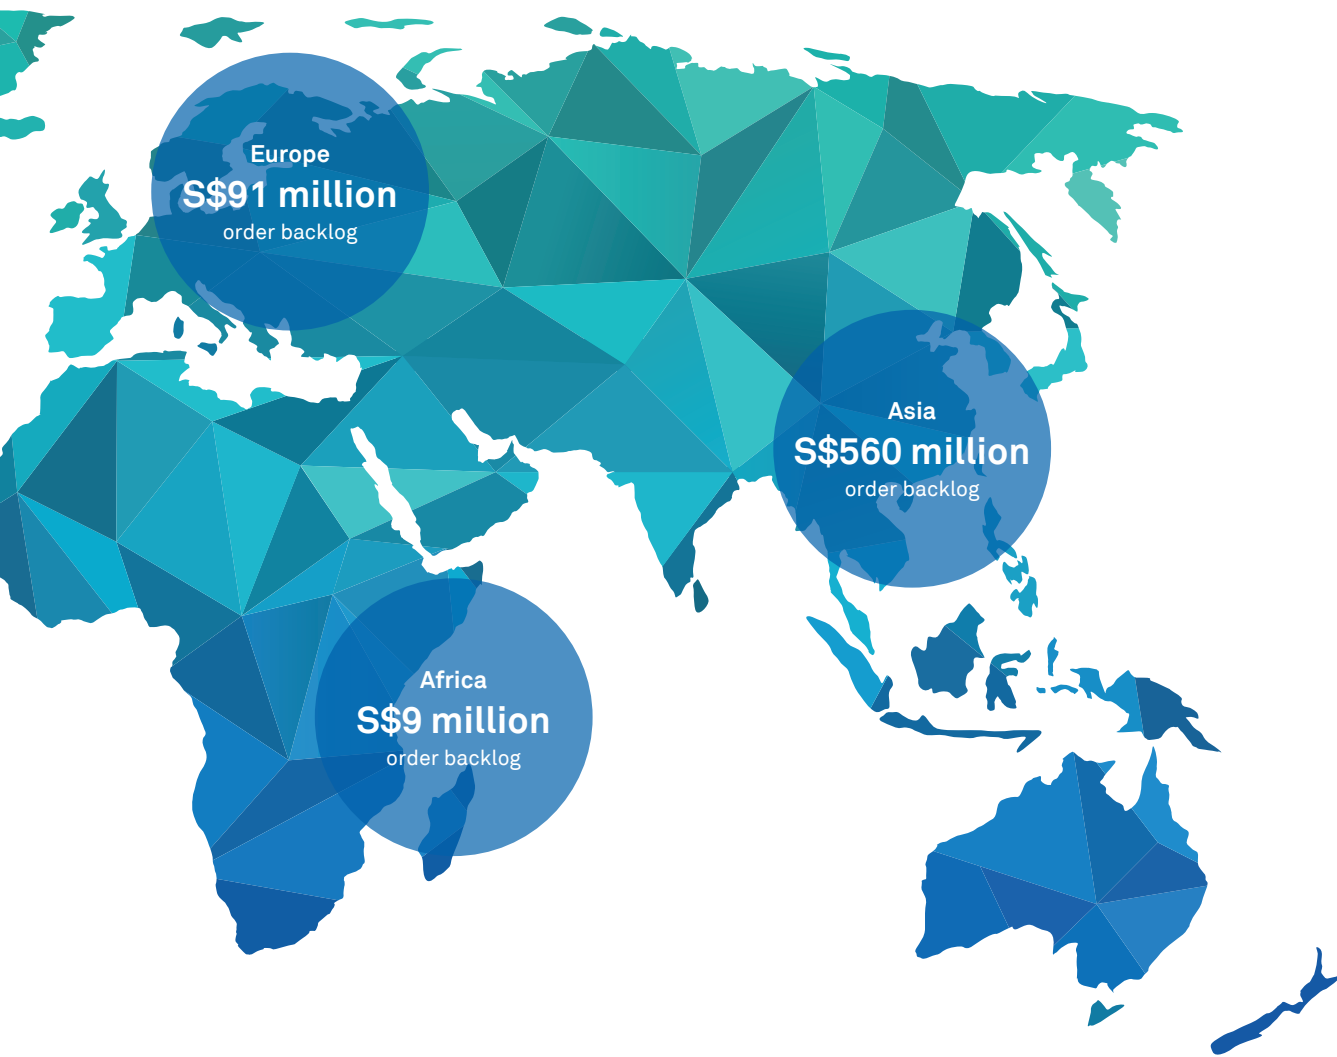 Europe
S$91 million
order backlog
Asia
S$560 million
order backlog
Africa
S$9 million
order backlog